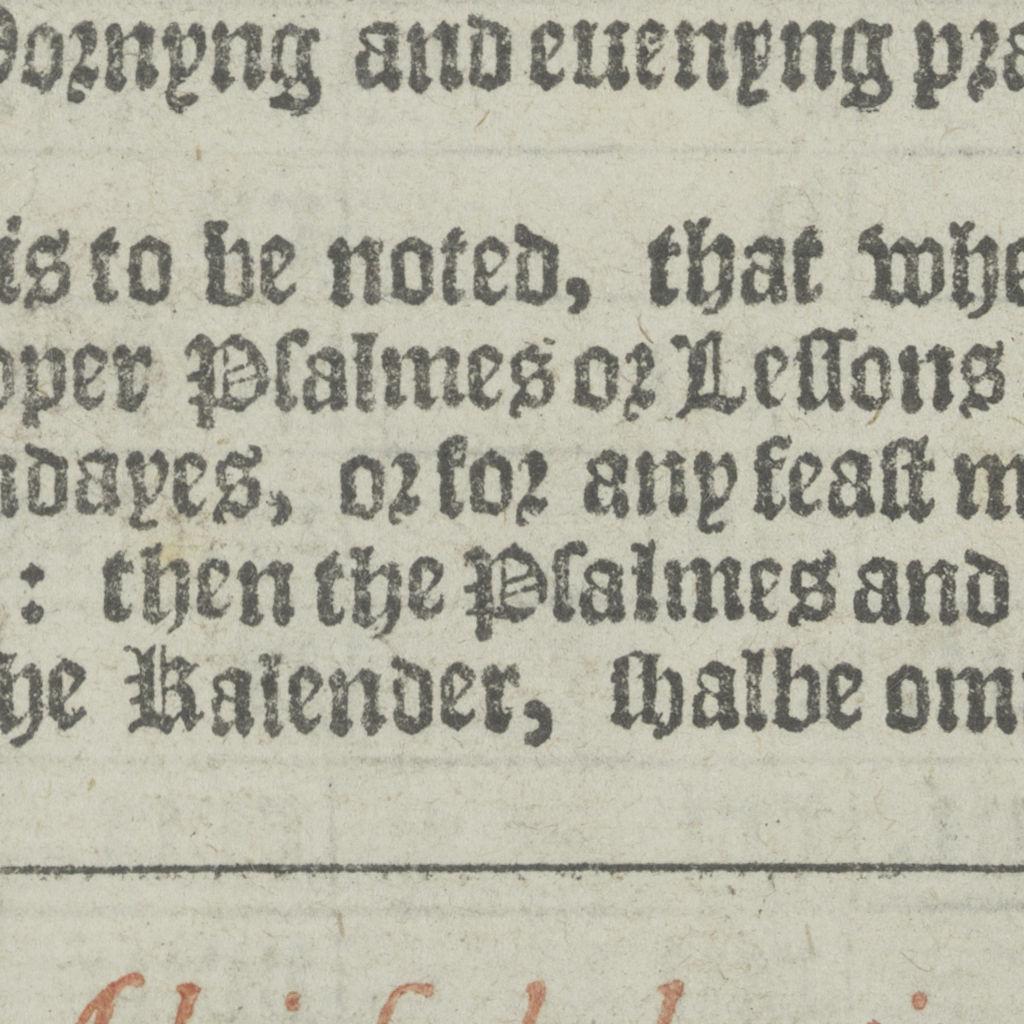 Mornyng and euenyng pra
is to be noted, that whe
oper Pſalmes or Leſſons
ndayes, or for any feaſt m
: then the Pſalmes and
he Kalender, ſhalbe om